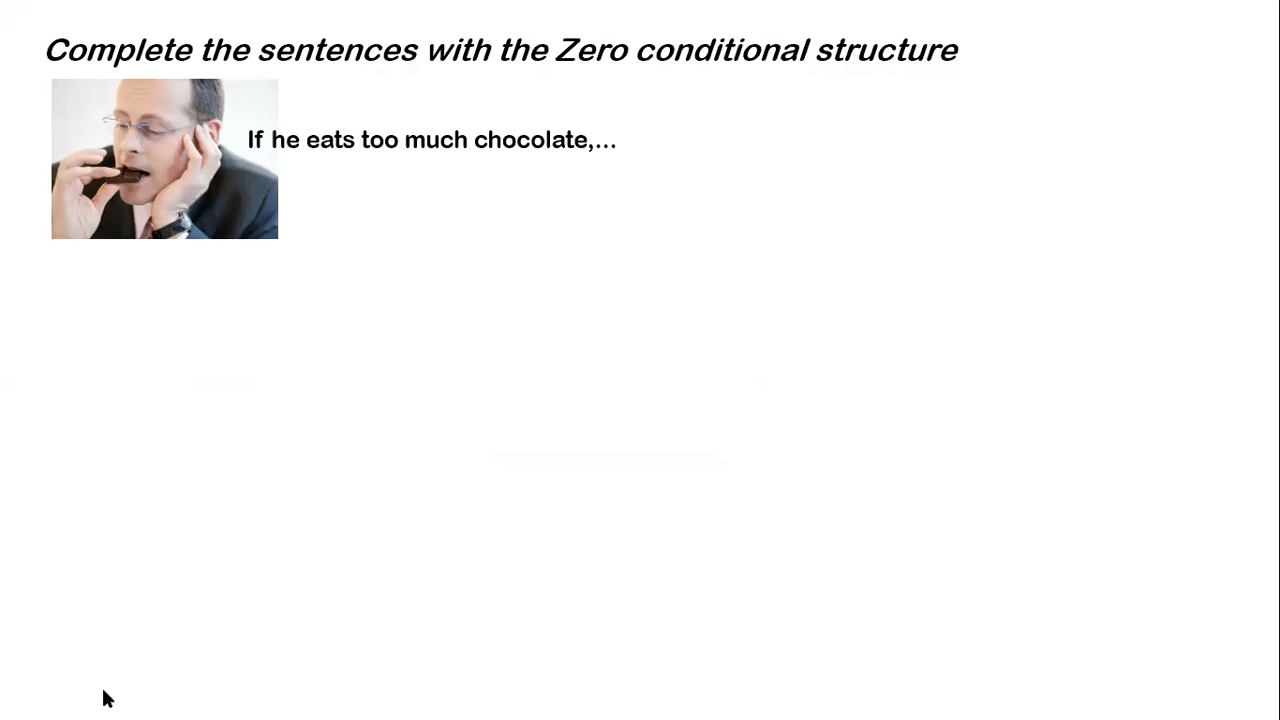 Complete the sentences with the Zero conditional structure
If he eats too much chocolate,...